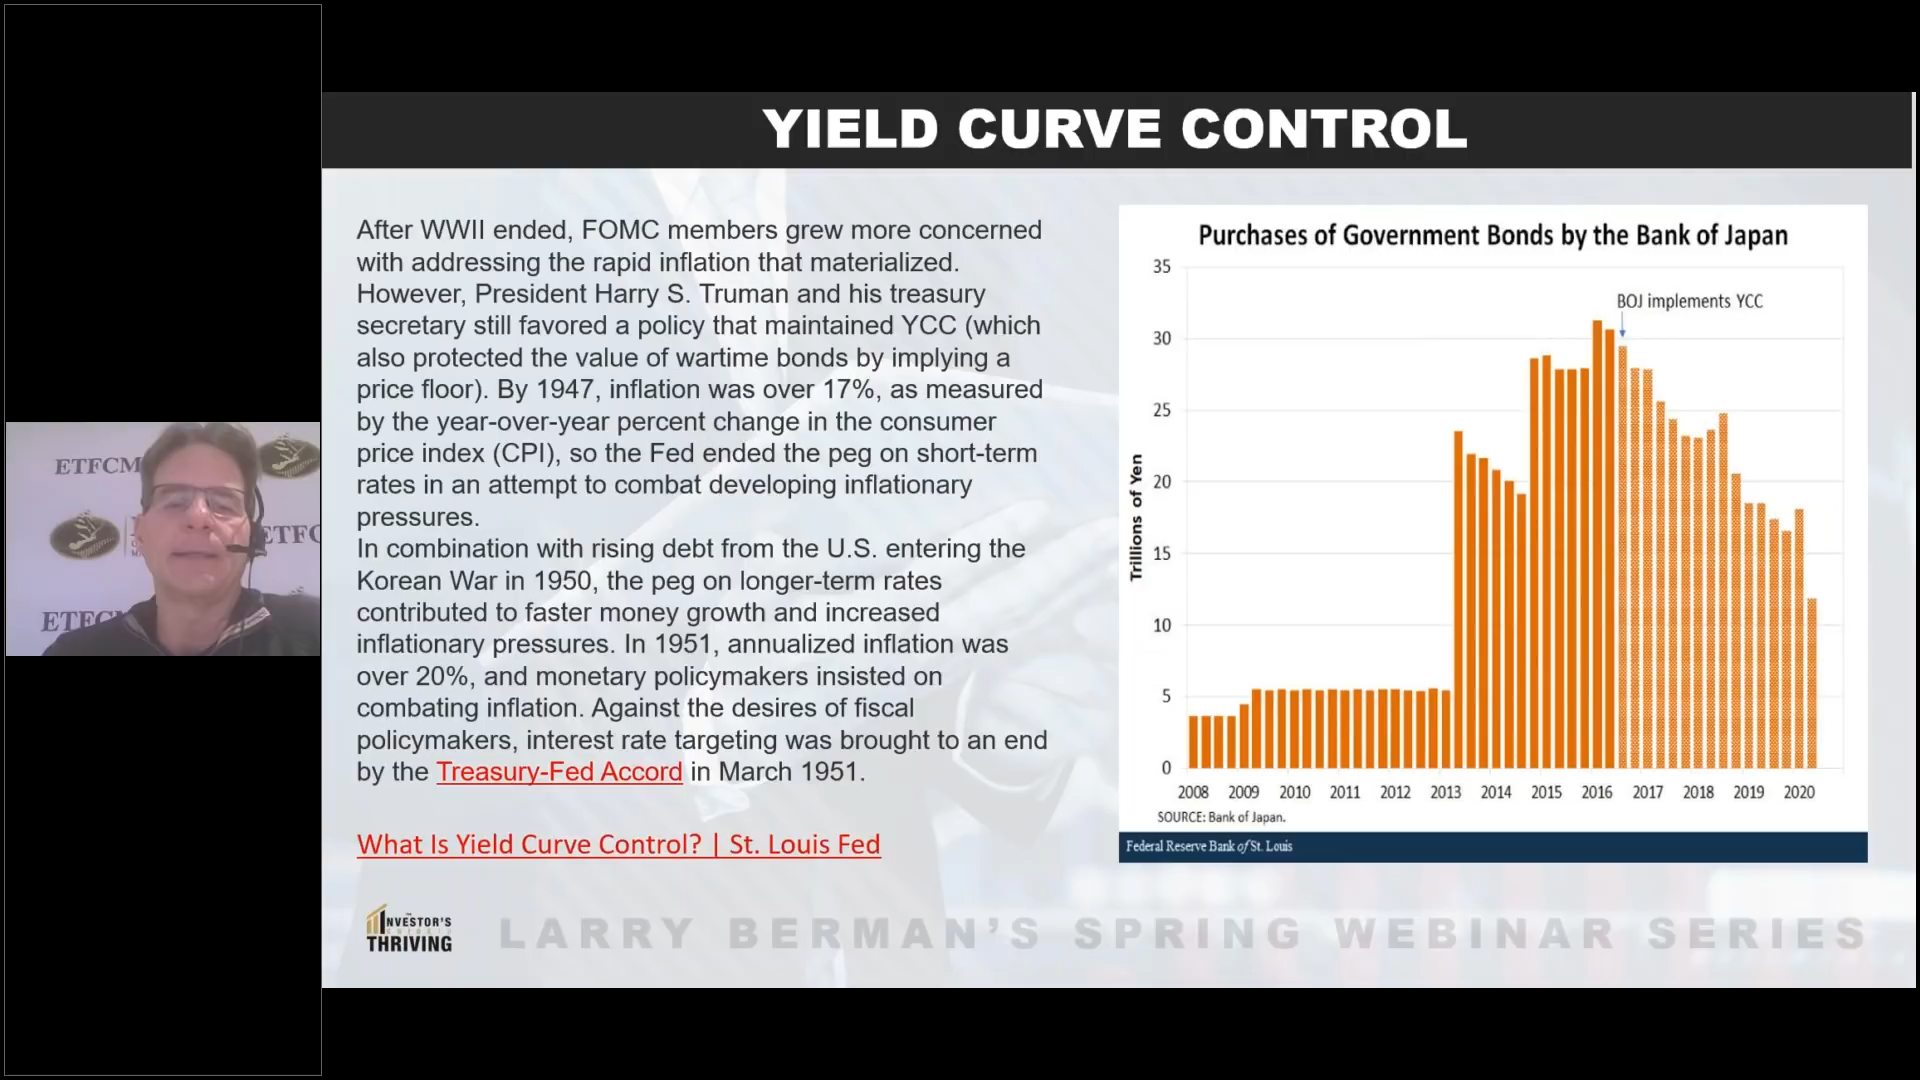 YIELD CURVE CONTROL
After WWII ended, FOMC members grew more concerned
with addressing the rapid inflation that materialized.
However, President Harry S. Truman and his treasury
secretary still favored a policy that maintained YCC (which
also protected the value of wartime bonds by implying a
price floor). By 1947, inflation was over 17%, as measured
by the year-over-year percent change in the consumer
price index (CPI), so the Fed ended the peg on short-term
rates in an attempt to combat developing inflationary
pressures.
In combination with rising debt from the U.S. entering the
Korean War in 1950, the peg on longer-term rates
contributed to faster money growth and increased
inflationary pressures. In 1951, annualized inflation was
over 20%, and monetary policymakers insisted on
combating inflation. Against the desires of fiscal
policymakers, interest rate targeting was brought to an end
by the Treasury-Fed Accord in March 1951.
What Is Yield Curve Control? | St. Louis Fed
Purchases of Government Bonds by the Bank of Japan
35
BOJ implements YCC
30
25
20
15
10
5
0
Trillions of Yen
2008 2009 2010 2011 2012 2013 2014 2015 2016 2017 2018 2019 2020
SOURCE: Bank of Japan.
Federal Reserve Bank of St. Louis
ETFCM
ETFC
ETFCM
INVESTOR'S
THRIVING
LARRY BERMAN'S SPRING WEBINAR SERIES